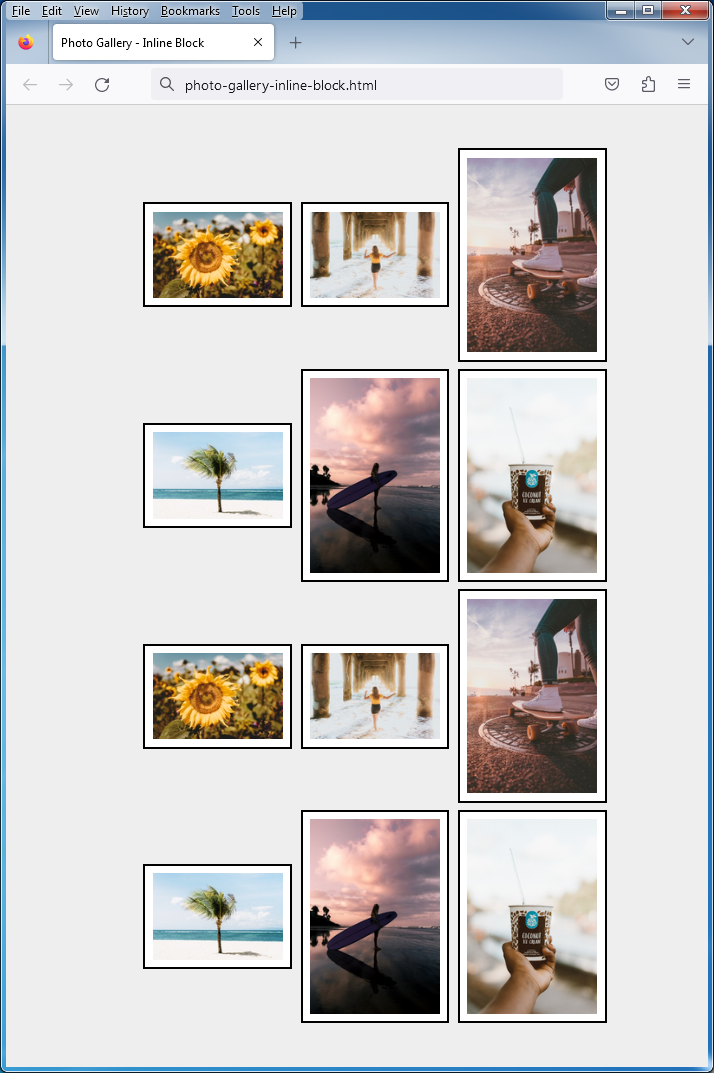 File Edit View History Bookmarks Tools Help
Photo Gallery - Inline Block
photo-gallery-inline-block.html
COCONUT
ICE CREAM
COCONUT
ICE CREAM